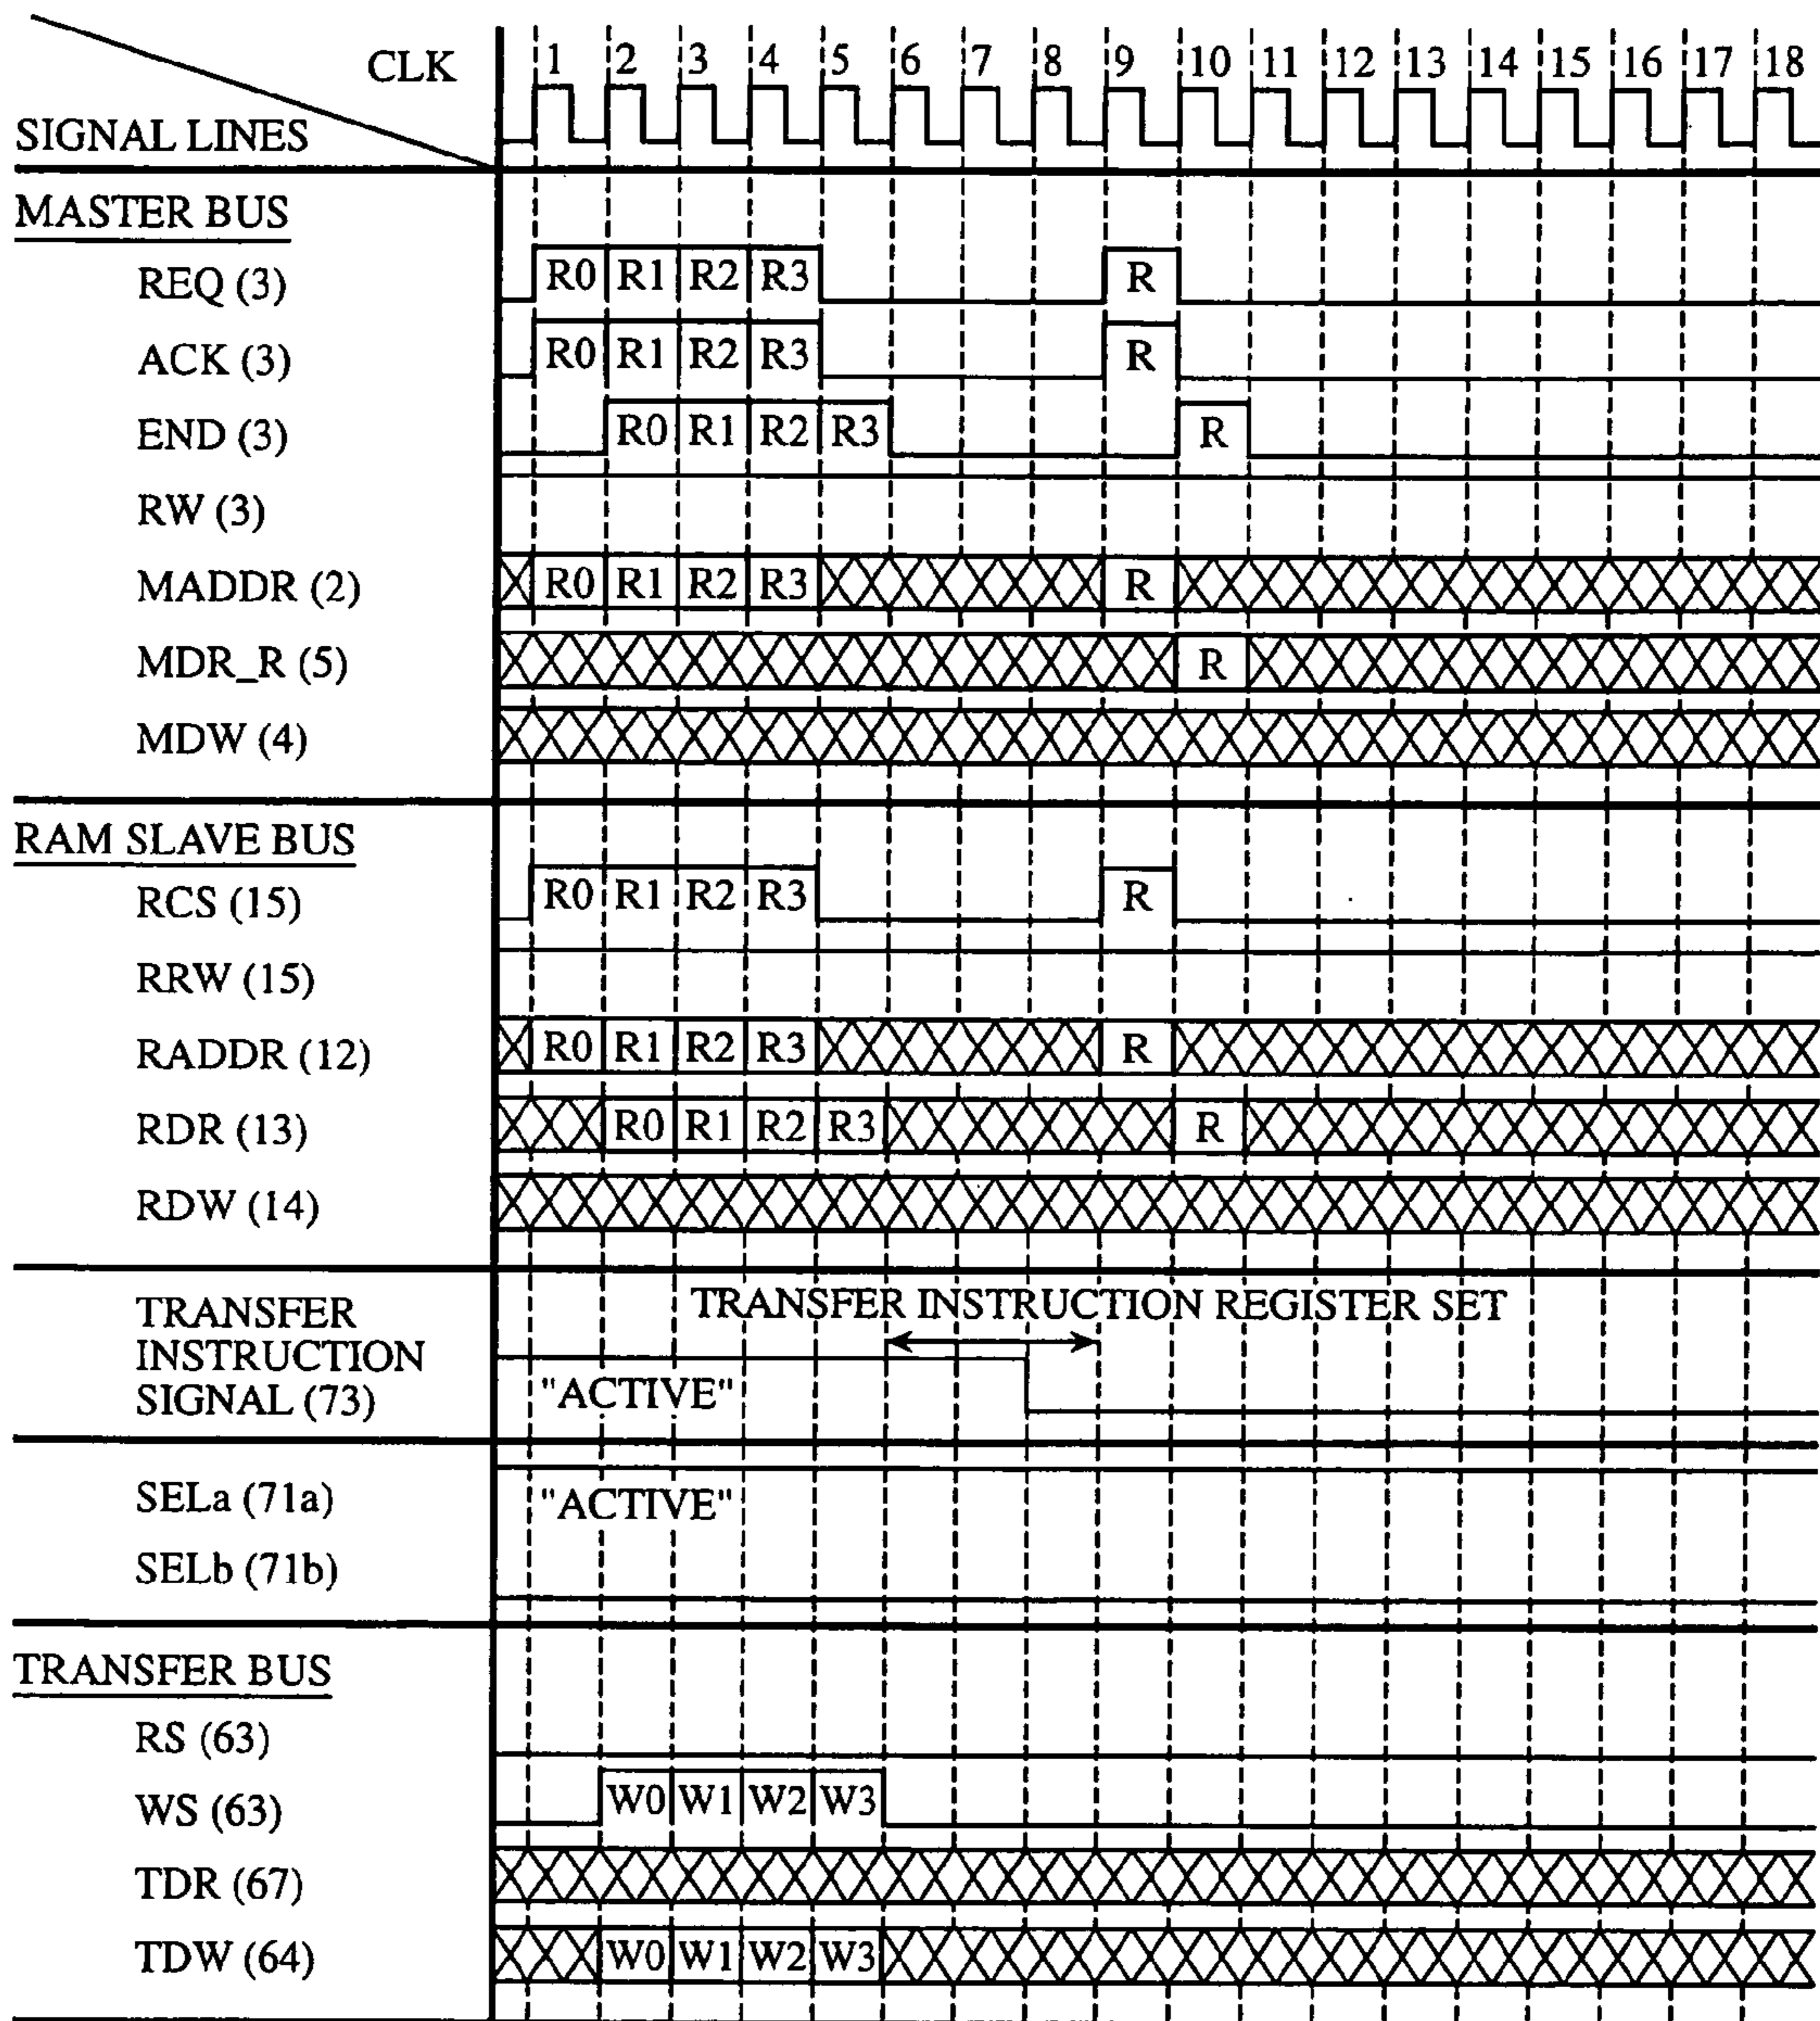 CLK 1 2 3 4 5 6 7 8 9 10 11 12 13 14 15 16 17 18
SIGNAL LINES
MASTER BUS
REQ (3) R0 R1 R2 R3 R
ACK (3) R0 R1 R2 R3 R
END (3) R0 R1 R2 R3 R
RW (3)
MADDR (2) R0 R1 R2 R3 R
MDR_R (5) R
MDW (4)
RAM SLAVE BUS
RCS (15) R0 R1 R2 R3 R
RRW (15)
RADDR (12) R0 R1 R2 R3 R
RDR (13) R0 R1 R2 R3 R
RDW (14)
TRANSFER INSTRUCTION REGISTER SET
TRANSFER
INSTRUCTION
SIGNAL (73) "ACTIVE"
SELa (71a) "ACTIVE"
SELb (71b)
TRANSFER BUS
RS (63)
WS (63) W0 W1 W2 W3
TDR (67)
TDW (64) W0 W1 W2 W3